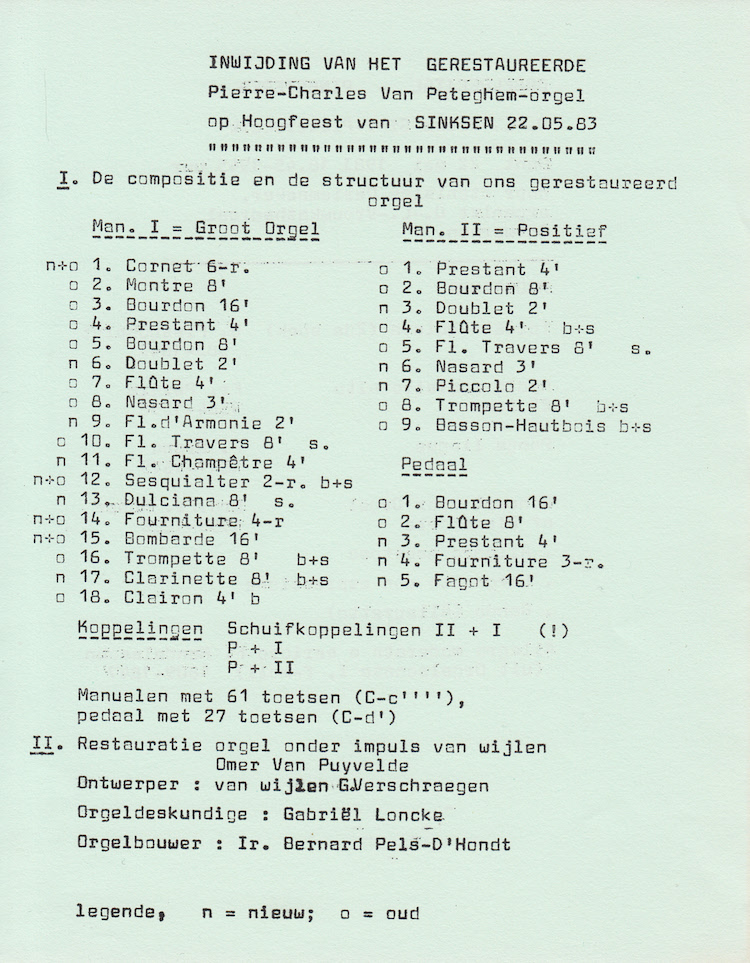 INWIJDING VAN HET GERESTAUREERDE
Pierre-Charles Van Peteghem-orgel
op Hoogfeest van SINKSEN 22.05.83
"""""""""""""""""""""""""""""""""
I. De compositie en de structuur van ons gerestaureerd
orgel
Man. I = Groot Orgel
n+o 1. Cornet 6-r.
o 2. Montre 8'
o 3. Bourdon 16'
o 4. Prestant 4'
o 5. Bourdon 8'
n 6. Doublet 2'
o 7. Flûte 4'
o 8. Nasard 3'
n 9. Fl.d'Armonie 2'
o 10. Fl. Travers 8' s.
n 11. Fl. Champêtre 4'
n+o 12. Sesquialter 2-r. b+s
n 13. Dulciana 8' s.
n+o 14. Fourniture 4-r
n+o 15. Bombarde 16'
o 16. Trompette 8' b+s
n 17. Clarinette 8' b+s
o 18. Clairon 4' b
Man. II = Positief
o 1. Prestant 4'
o 2. Bourdon 8'
n 3. Doublet 2'
o 4. Flûte 4' b+s
o 5. Fl. Travers 8' s.
n 6. Nasard 3'
n 7. Piccolo 2'
o 8. Trompette 8' b+s
o 9. Basson-Hautbois b+s
Pedaal
o 1. Bourdon 16'
o 2. Flûte 8'
n 3. Prestant 4'
n 4. Fourniture 3-r.
n 5. Fagot 16'
Koppelingen Schuifkoppelingen II + I (!)
P + I
P + II
Manualen met 61 toetsen (C-c''''),
pedaal met 27 toetsen (C-d')
II. Restauratie orgel onder impuls van wijlen
Omer Van Puyvelde
Ontwerper : van wijlen G.Verschraegen
Orgeldeskundige : Gabriël Loncke
Orgelbouwer : Ir. Bernard Pels-D'Hondt
legende, n = nieuw; o = oud